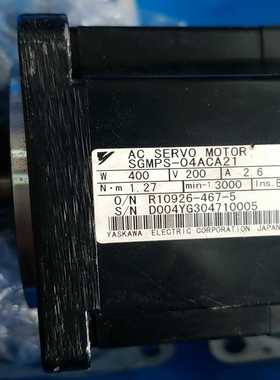 AC SERVO MOTOR
SGMPS-04ACA21
W 400 V 200 A 2.6
N·m 1.27 min-1 3000 Ins.
O/N R10926-467-5
S/N D004YG304710005
YASKAWA ELECTRIC CORPORATION JAPAN